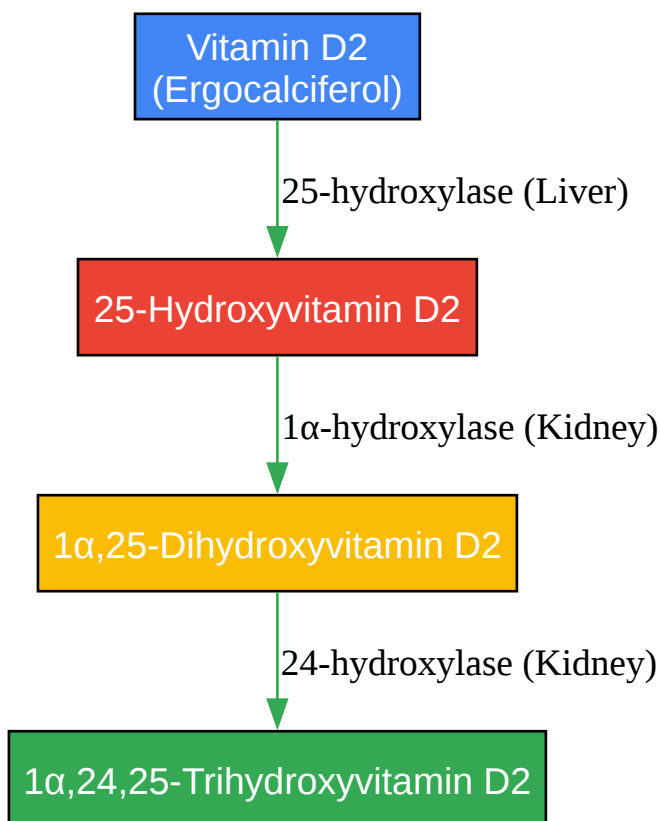 Vitamin D2
(Ergocalciferol)
25-hydroxylase (Liver)
25-Hydroxyvitamin D2
1α-hydroxylase (Kidney)
1α,25-Dihydroxyvitamin D2
24-hydroxylase (Kidney)
1α,24,25-Trihydroxyvitamin D2